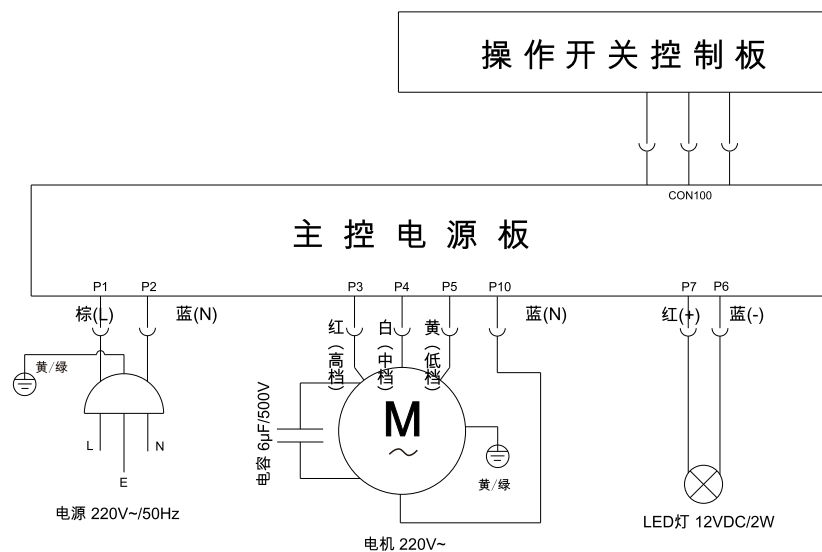 操作开关控制板
CON100
主控电源板
P1 P2 P3 P4 P5 P10 P7 P6
棕(L) 蓝(N) 红(高档) 白(中档) 黄(低档) 蓝(N) 红(+) 蓝(-)
黄/绿
电容 6μF/500V
M
L N
E
黄/绿
电源 220V~/50Hz
LED灯 12VDC/2W
电机 220V~